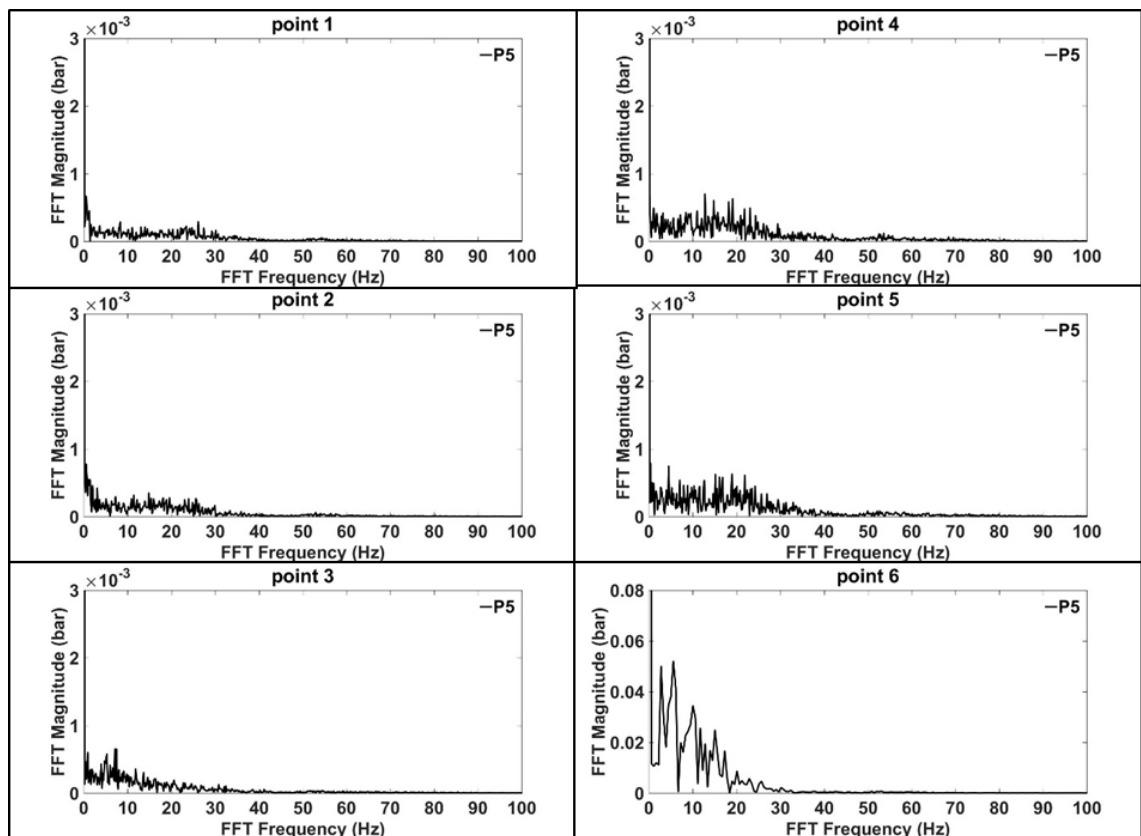 point 1
×10⁻³
3
2
1
0
FFT Magnitude (bar)
–P5
0 10 20 30 40 50 60 70 80 90 100
FFT Frequency (Hz)
point 4
×10⁻³
3
2
1
0
FFT Magnitude (bar)
–P5
0 10 20 30 40 50 60 70 80 90 100
FFT Frequency (Hz)
point 2
×10⁻³
3
2
1
0
FFT Magnitude (bar)
–P5
0 10 20 30 40 50 60 70 80 90 100
FFT Frequency (Hz)
point 5
×10⁻³
3
2
1
0
FFT Magnitude (bar)
–P5
0 10 20 30 40 50 60 70 80 90 100
FFT Frequency (Hz)
point 3
×10⁻³
3
2
1
0
FFT Magnitude (bar)
–P5
0 10 20 30 40 50 60 70 80 90 100
FFT Frequency (Hz)
point 6
0.08
0.06
0.04
0.02
0
FFT Magnitude (bar)
–P5
0 10 20 30 40 50 60 70 80 90 100
FFT Frequency (Hz)